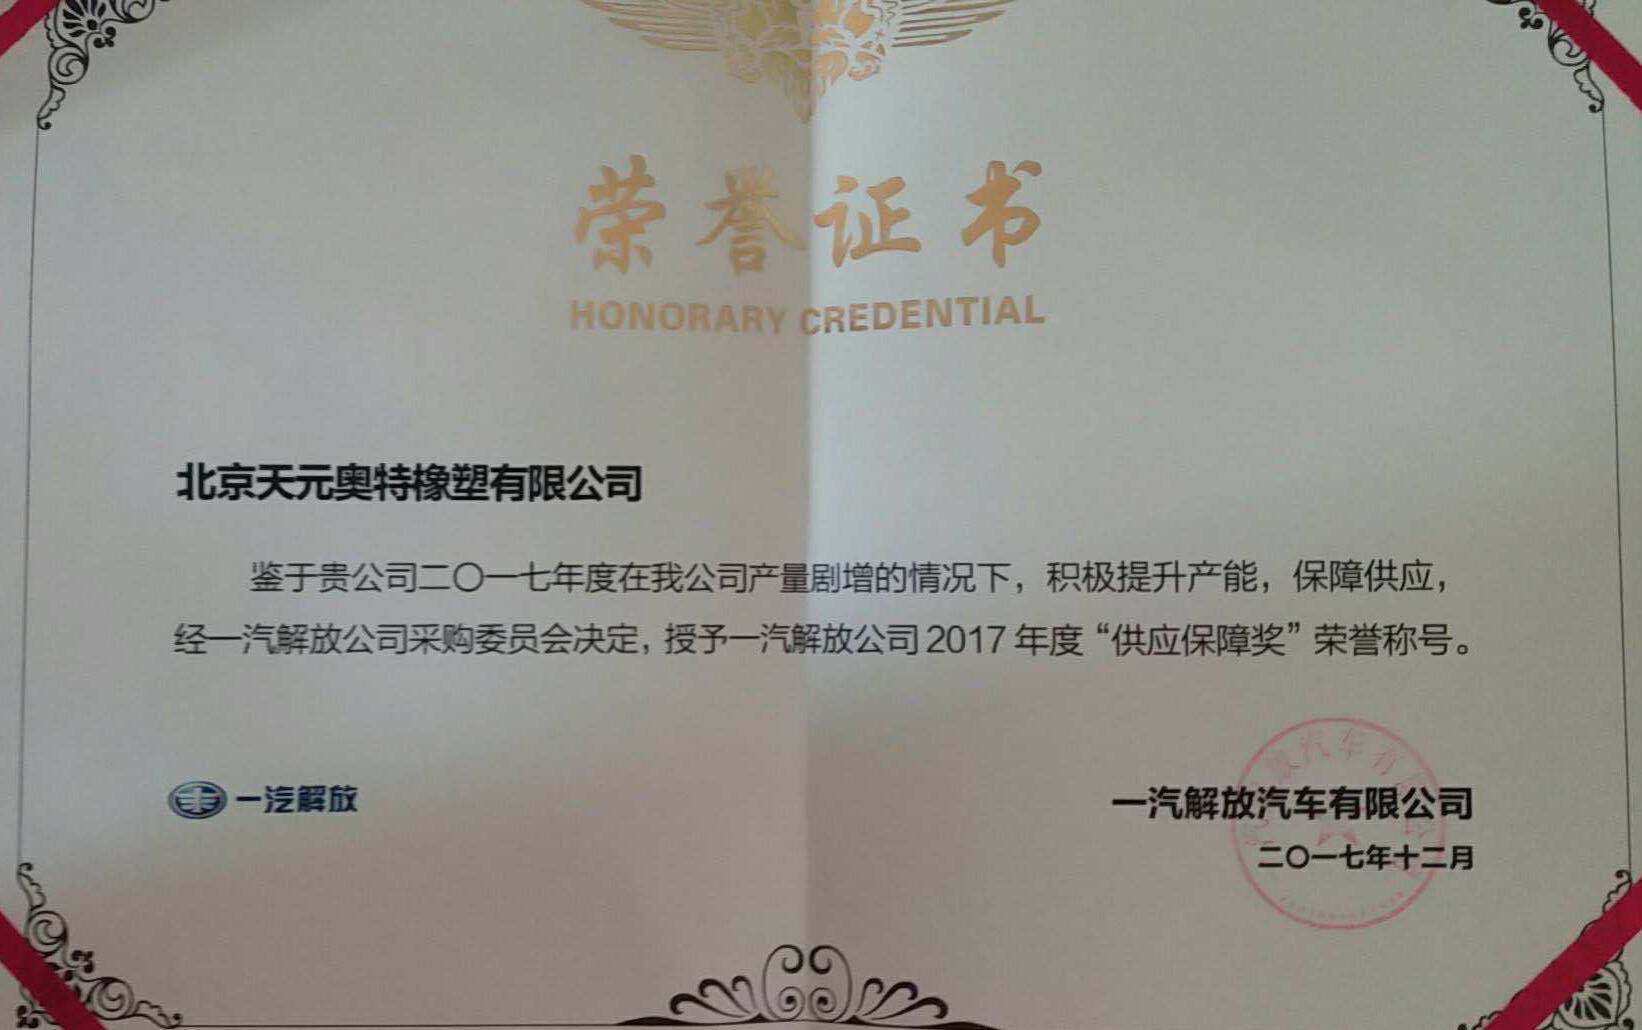 荣誉证书
HONORARY CREDENTIAL
北京天元奥特橡塑有限公司
鉴于贵公司二〇一七年度在我公司产量剧增的情况下，积极提升产能，保障供应，
经一汽解放公司采购委员会决定，授予一汽解放公司 2017 年度“供应保障奖”荣誉称号。
一汽解放
一汽解放汽车有限公司
二〇一七年十二月